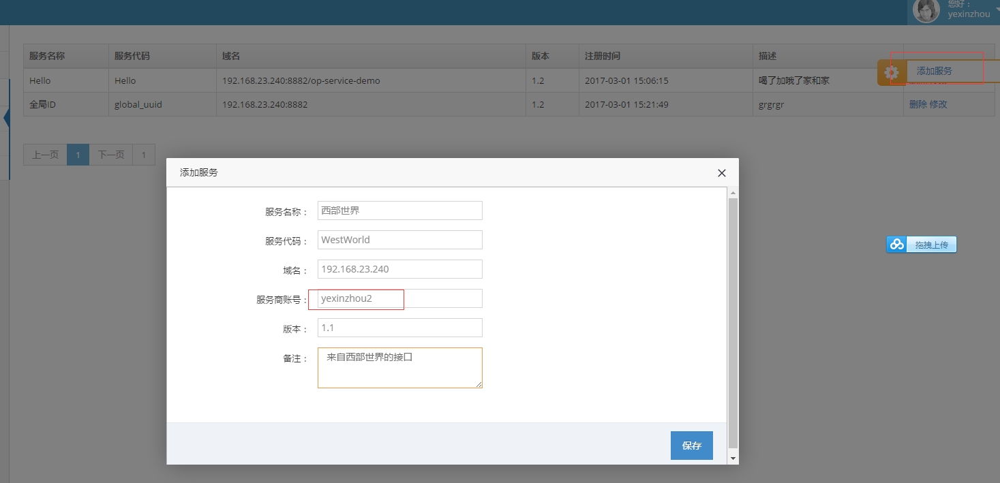 您好：
yexinzhou
服务名称 服务代码 域名 版本 注册时间 描述
添加服务
Hello Hello 192.168.23.240:8882/op-service-demo 1.2 2017-03-01 15:06:15 喝了加哦了家和家
全局ID global_uuid 192.168.23.240:8882 1.2 2017-03-01 15:21:49 grgrgr 删除 修改
上一页 1 下一页 1
添加服务
服务名称： 西部世界
服务代码： WestWorld
域名： 192.168.23.240
拖拽上传
服务商账号： yexinzhou2
版本： 1.1
备注： 来自西部世界的接口
保存